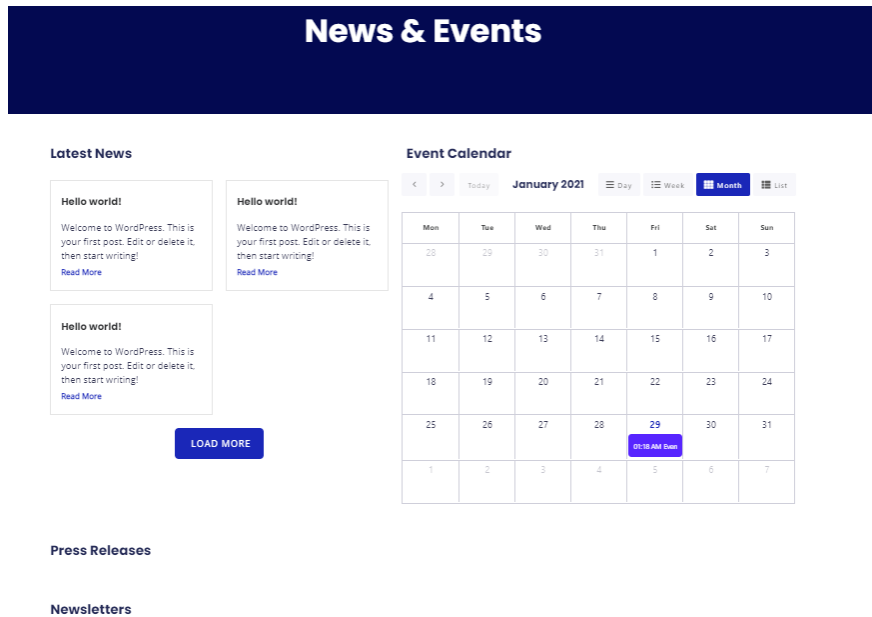 News & Events
Latest News
Hello world!
Welcome to WordPress. This is
your first post. Edit or delete it,
then start writing!
Read More
Hello world!
Welcome to WordPress. This is
your first post. Edit or delete it,
then start writing!
Read More
Hello world!
Welcome to WordPress. This is
your first post. Edit or delete it,
then start writing!
Read More
LOAD MORE
Event Calendar
< > Today January 2021 Day Week Month List
Mon Tue Wed Thu Fri Sat Sun
28 29 30 31 1 2 3
4 5 6 7 8 9 10
11 12 13 14 15 16 17
18 19 20 21 22 23 24
25 26 27 28 29 30 31
01:18 AM Even
1 2 3 4 5 6 7
Press Releases
Newsletters